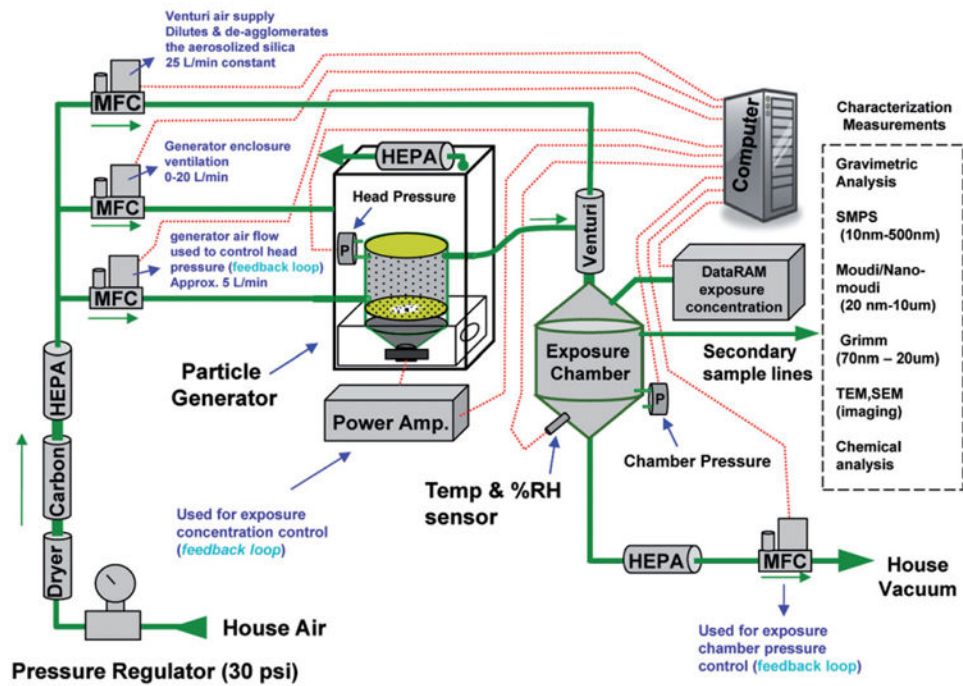 Venturi air supply
Dilutes & de-agglomerates
the aerosolized silica
25 L/min constant
MFC
Generator enclosure
ventilation
0-20 L/min
MFC
generator air flow
used to control head
pressure (feedback loop)
Approx. 5 L/min
MFC
HEPA
Head Pressure
P
Particle
Generator
Power Amp.
Used for exposure
concentration control
(feedback loop)
HEPA
Carbon
Dryer
House Air
Pressure Regulator (30 psi)
Venturi
Computer
DataRAM
exposure
concentration)
Exposure
Chamber
Secondary
sample lines
P
Chamber Pressure
Temp & %RH
sensor
HEPA
MFC
House
Vacuum
Used for exposure
chamber pressure
control (feedback loop)
Characterization
Measurements
Gravimetric
Analysis
SMPS
(10nm-500nm)
Moudi/Nano-
moudi
(20 nm-10um)
Grimm
(70nm – 20um)
TEM,SEM
(imaging)
Chemical
analysis